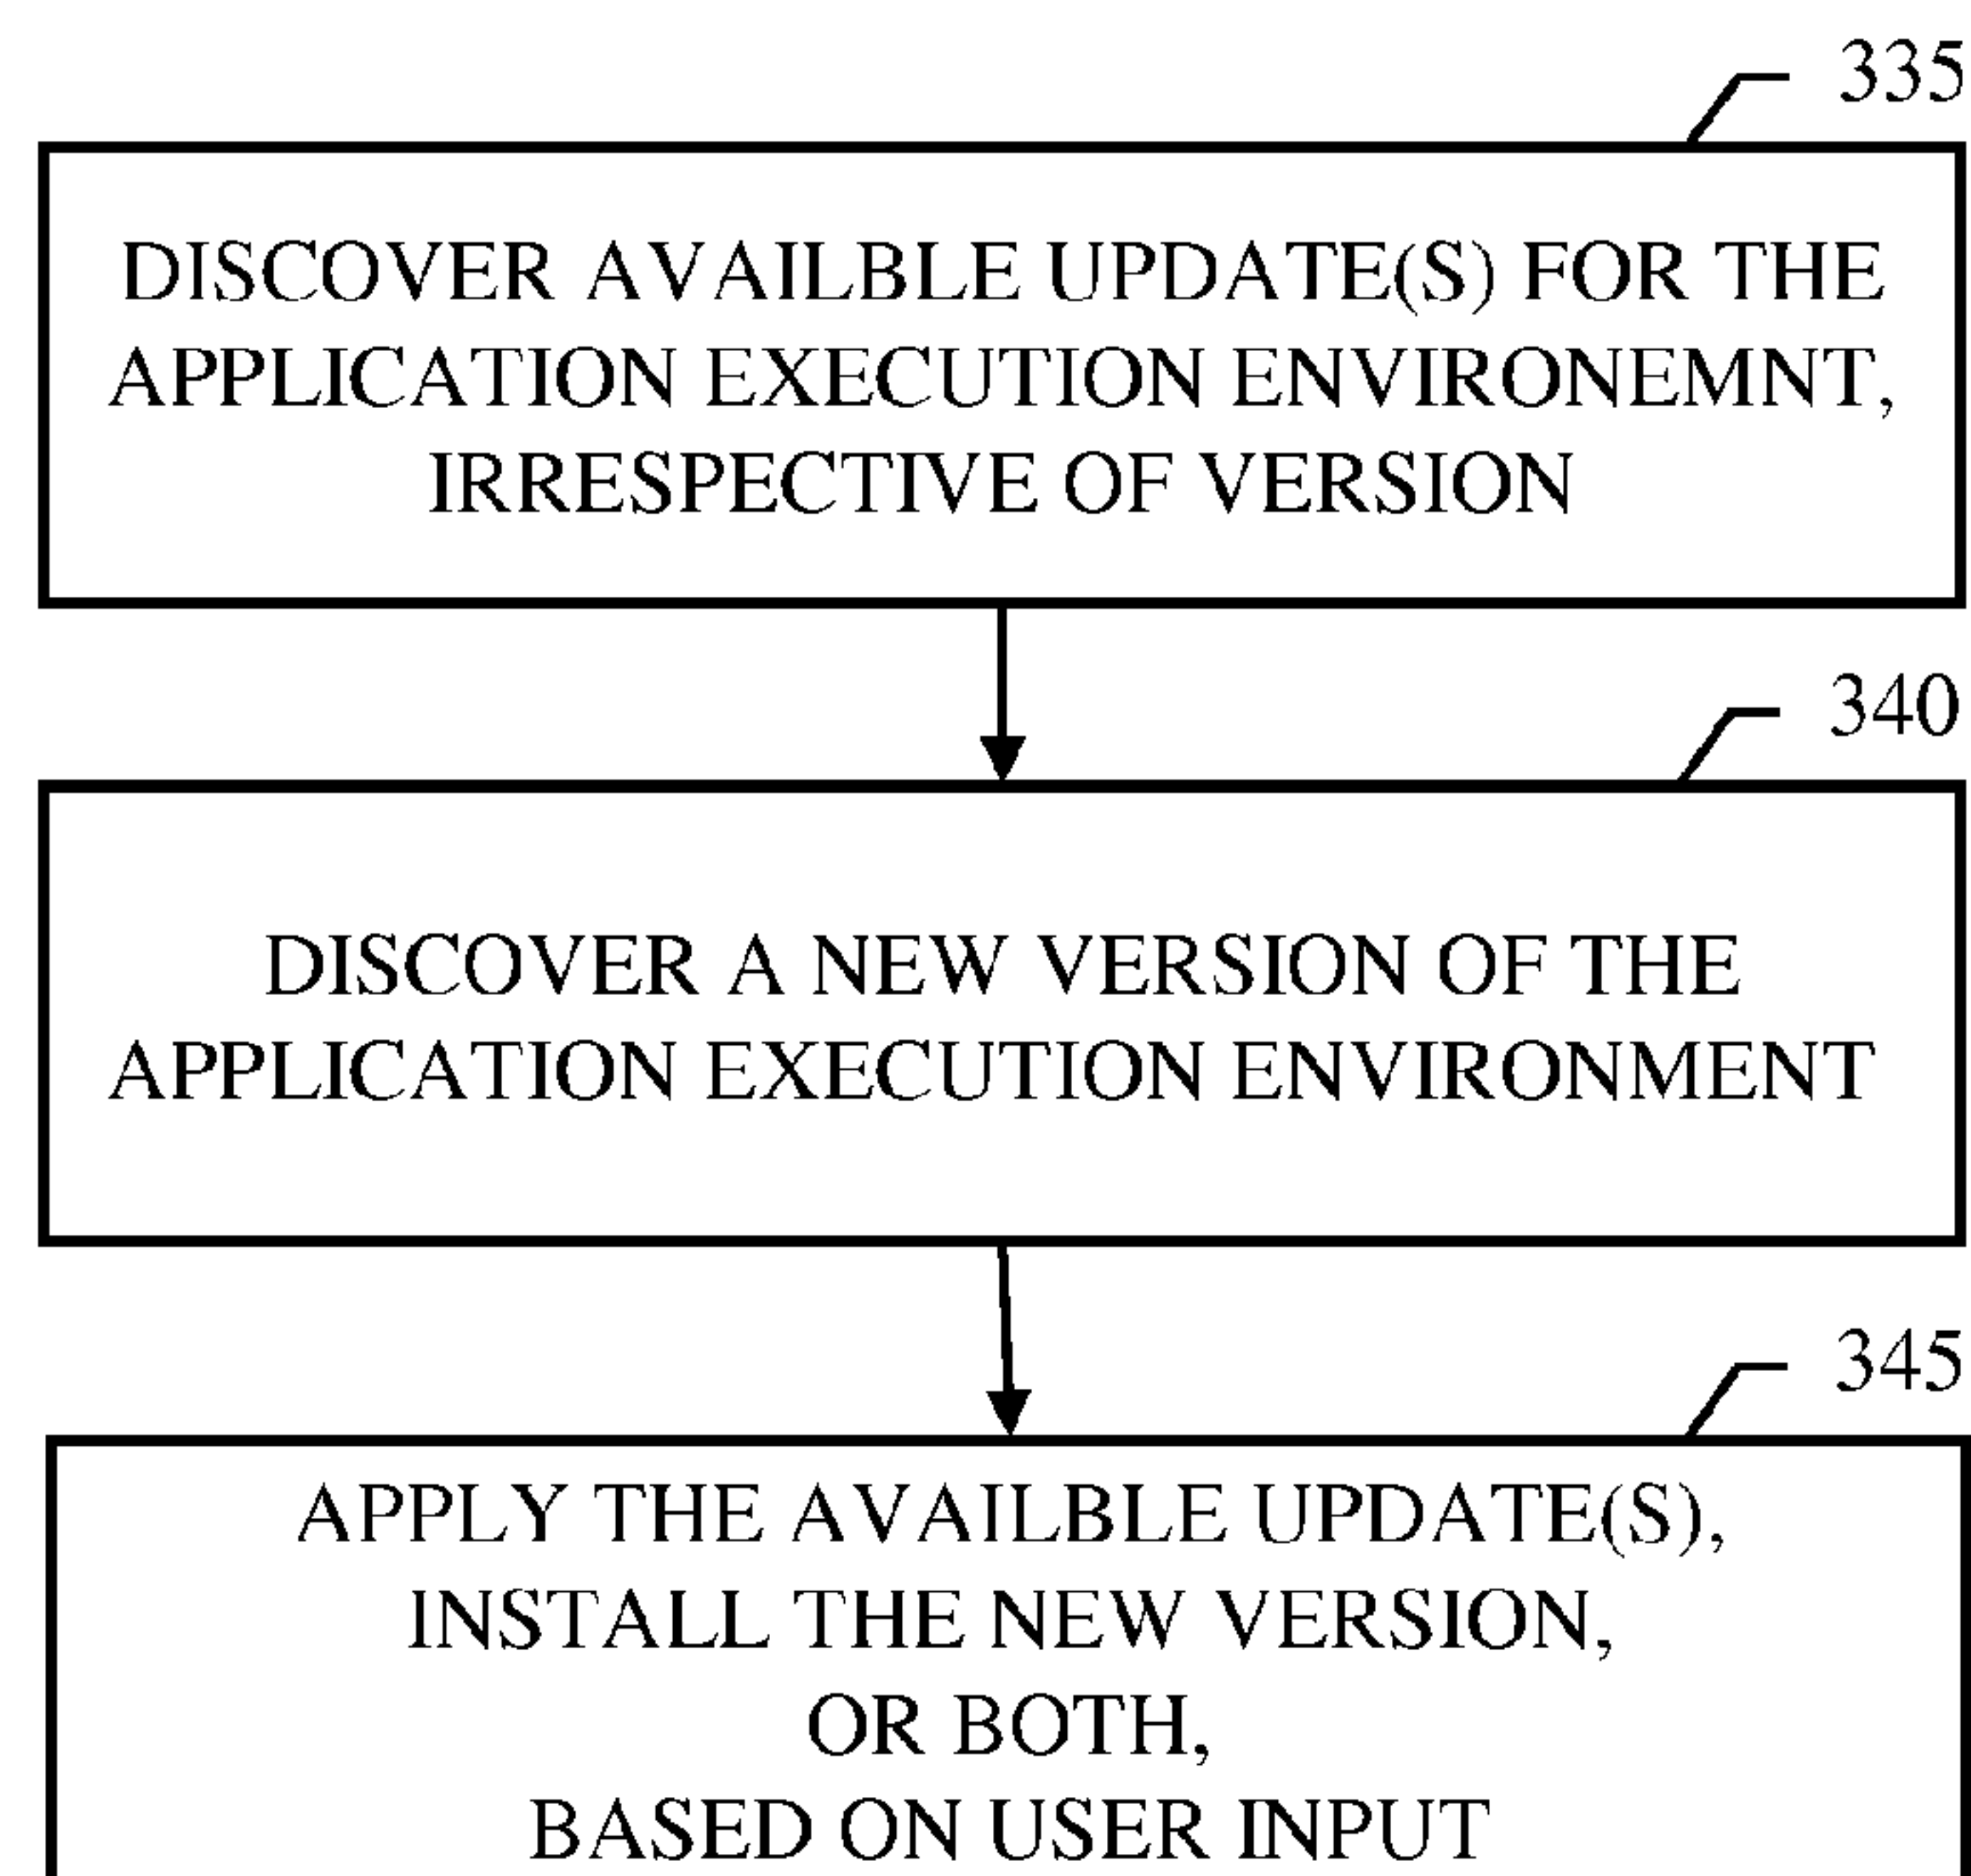 335
DISCOVER AVAILBLE UPDATE(S) FOR THE
APPLICATION EXECUTION ENVIRONEMNT,
IRRESPECTIVE OF VERSION
340
DISCOVER A NEW VERSION OF THE
APPLICATION EXECUTION ENVIRONMENT
345
APPLY THE AVAILBLE UPDATE(S),
INSTALL THE NEW VERSION,
OR BOTH,
BASED ON USER INPUT